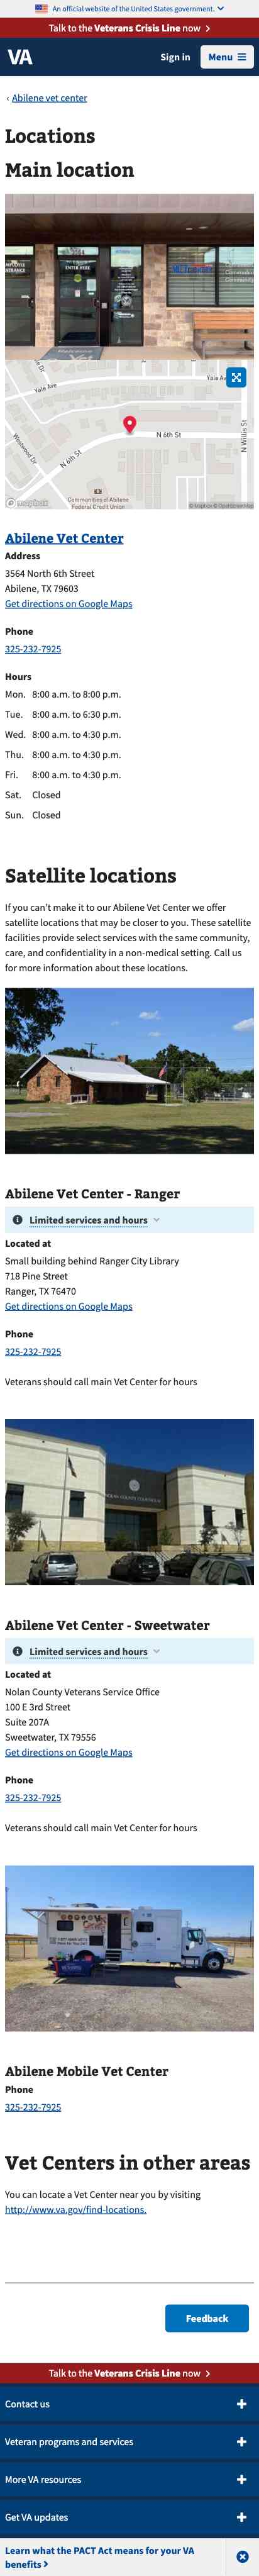 An official website of the United States government.
Talk to the Veterans Crisis Line now
VA
Sign in
Menu
‹ Abilene vet center
Locations
Main location
ENTER HERE
Yale Ave
Yale Av
Westwood Dr
N 6th St
N 6th St
N Willis St
Communities of Abilene
Federal Credit Union
mapbox
© Mapbox © OpenStreetMap
Abilene Vet Center
Address
3564 North 6th Street
Abilene, TX 79603
Get directions on Google Maps
Phone
325-232-7925
Hours
Mon. 8:00 a.m. to 8:00 p.m.
Tue. 8:00 a.m. to 6:30 p.m.
Wed. 8:00 a.m. to 4:30 p.m.
Thu. 8:00 a.m. to 4:30 p.m.
Fri. 8:00 a.m. to 4:30 p.m.
Sat. Closed
Sun. Closed
Satellite locations
If you can't make it to our Abilene Vet Center we offer
satellite locations that may be closer to you. These satellite
facilities provide select services with the same community,
care, and confidentiality in a non-medical setting. Call us
for more information about these locations.
Abilene Vet Center - Ranger
Limited services and hours
Located at
Small building behind Ranger City Library
718 Pine Street
Ranger, TX 76470
Get directions on Google Maps
Phone
325-232-7925
Veterans should call main Vet Center for hours
Abilene Vet Center - Sweetwater
Limited services and hours
Located at
Nolan County Veterans Service Office
100 E 3rd Street
Suite 207A
Sweetwater, TX 79556
Get directions on Google Maps
Phone
325-232-7925
Veterans should call main Vet Center for hours
Abilene Mobile Vet Center
Phone
325-232-7925
Vet Centers in other areas
You can locate a Vet Center near you by visiting
http://www.va.gov/find-locations.
Feedback
Talk to the Veterans Crisis Line now
Contact us
Veteran programs and services
More VA resources
Get VA updates
Learn what the PACT Act means for your VA
benefits